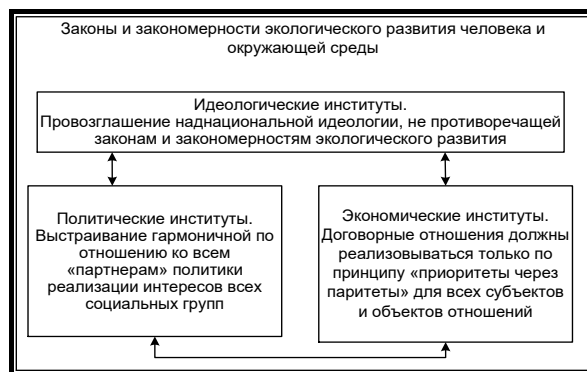 Законы и закономерности экологического развития человека и
окружающей среды
Идеологические институты.
Провозглашение наднациональной идеологии, не противоречащей
законам и закономерностям экологического развития
Политические институты.
Выстраивание гармоничной по
отношению ко всем
«партнерам» политики
реализации интересов всех
социальных групп
Экономические институты.
Договорные отношения должны
реализовываться только по
принципу «приоритеты через
паритеты» для всех субъектов
и объектов отношений